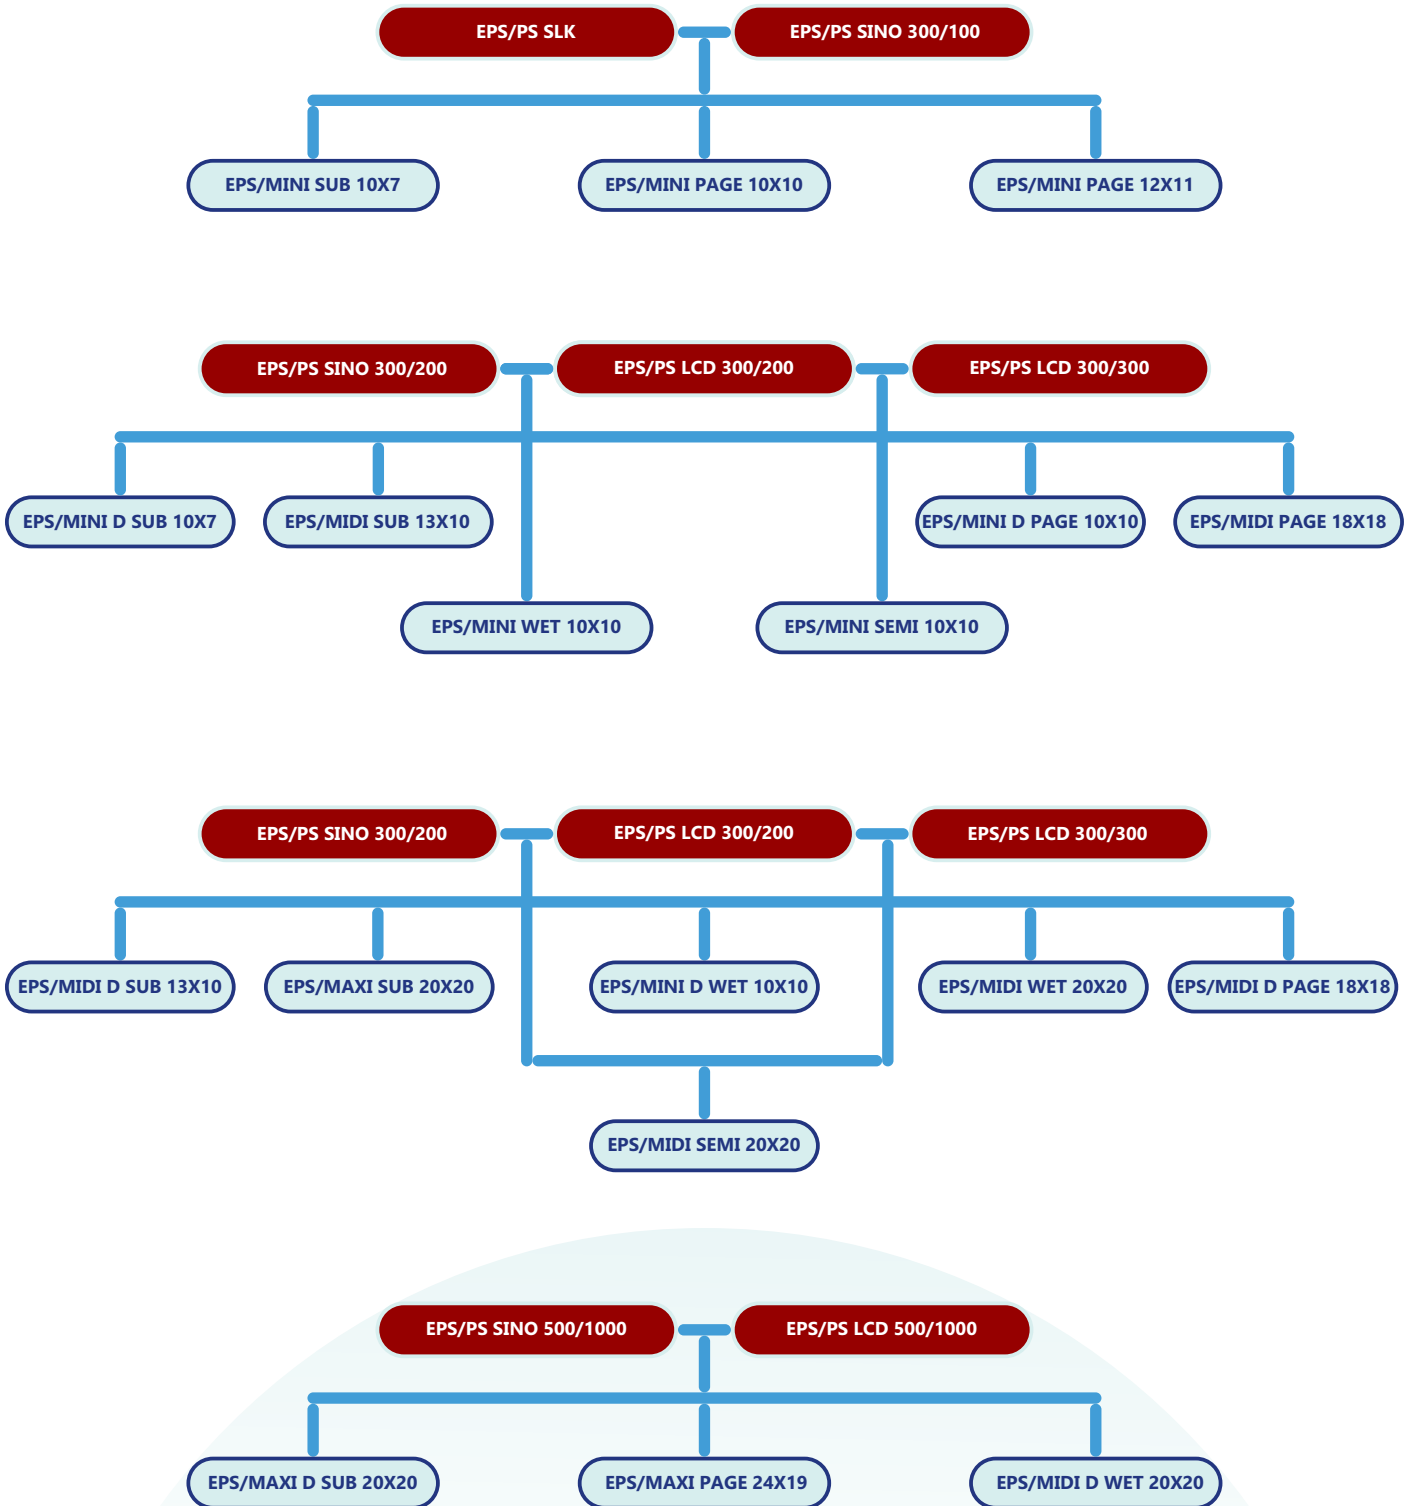 EPS/PS SLK
EPS/PS SINO 300/100
EPS/MINI SUB 10X7
EPS/MINI PAGE 10X10
EPS/MINI PAGE 12X11
EPS/PS SINO 300/200
EPS/PS LCD 300/200
EPS/PS LCD 300/300
EPS/MINI D SUB 10X7
EPS/MIDI SUB 13X10
EPS/MINI D PAGE 10X10
EPS/MIDI PAGE 18X18
EPS/MINI WET 10X10
EPS/MINI SEMI 10X10
EPS/PS SINO 300/200
EPS/PS LCD 300/200
EPS/PS LCD 300/300
EPS/MIDI D SUB 13X10
EPS/MAXI SUB 20X20
EPS/MINI D WET 10X10
EPS/MIDI WET 20X20
EPS/MIDI D PAGE 18X18
EPS/MIDI SEMI 20X20
EPS/PS SINO 500/1000
EPS/PS LCD 500/1000
EPS/MAXI D SUB 20X20
EPS/MAXI PAGE 24X19
EPS/MIDI D WET 20X20